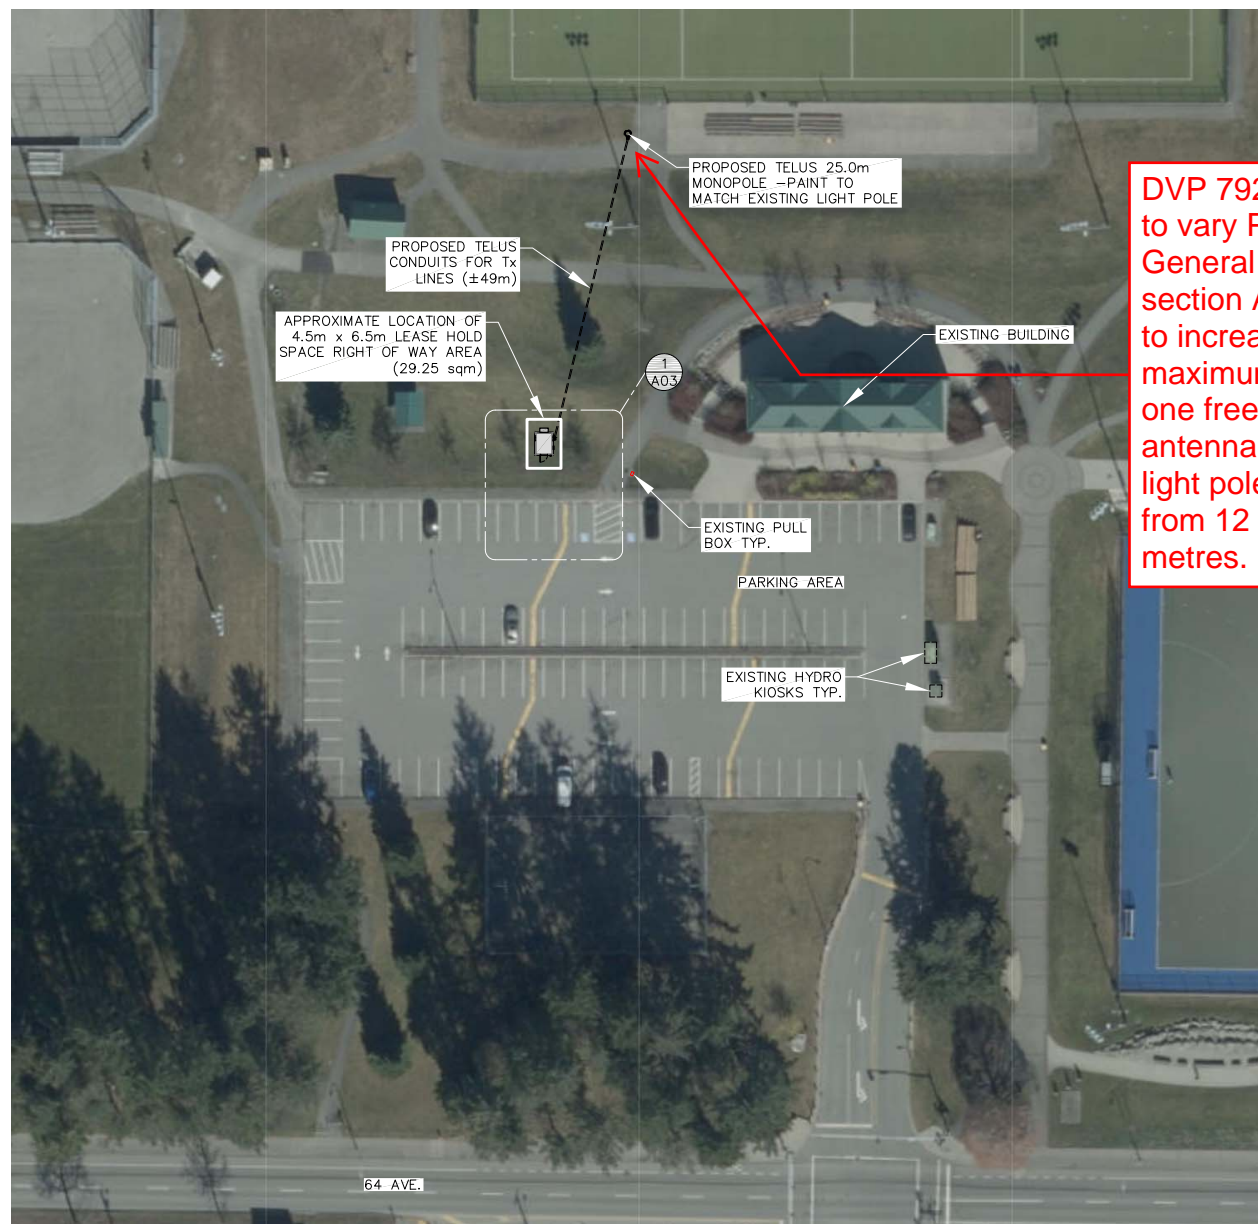 PROPOSED TELUS 25.0m
MONOPOLE –PAINT TO
MATCH EXISTING LIGHT POLE
PROPOSED TELUS
CONDUITS FOR Tx
LINES (±49m)
APPROXIMATE LOCATION OF
4.5m x 6.5m LEASE HOLD
SPACE RIGHT OF WAY AREA
(29.25 sqm)
1
A03
EXISTING BUILDING
DVP 792
to vary P
General
section A
to increa
maximu
one free
antenna
light pole
from 12
metres.
EXISTING PULL
BOX TYP.
PARKING AREA
EXISTING HYDRO
KIOSKS TYP.
64 AVE.